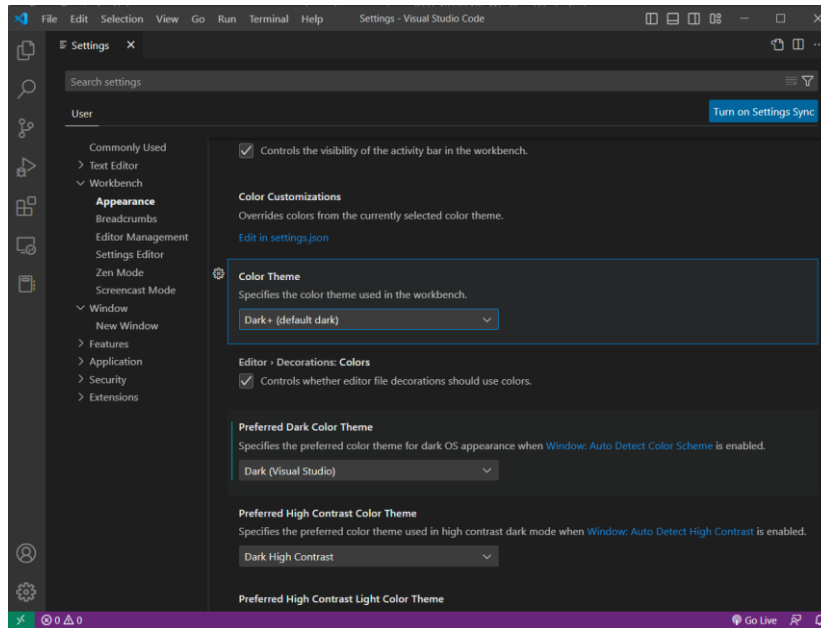 File Edit Selection View Go Run Terminal Help Settings - Visual Studio Code
Settings
Search settings
User
Turn on Settings Sync
Commonly Used
Text Editor
Workbench
Appearance
Breadcrumbs
Editor Management
Settings Editor
Zen Mode
Screencast Mode
Window
New Window
Features
Application
Security
Extensions
Controls the visibility of the activity bar in the workbench.
Color Customizations
Overrides colors from the currently selected color theme.
Edit in settings.json
Color Theme
Specifies the color theme used in the workbench.
Dark+ (default dark)
Editor › Decorations: Colors
Controls whether editor file decorations should use colors.
Preferred Dark Color Theme
Specifies the preferred color theme for dark OS appearance when Window: Auto Detect Color Scheme is enabled.
Dark (Visual Studio)
Preferred High Contrast Color Theme
Specifies the preferred color theme used in high contrast dark mode when Window: Auto Detect High Contrast is enabled.
Dark High Contrast
Preferred High Contrast Light Color Theme
0 0 Go Live